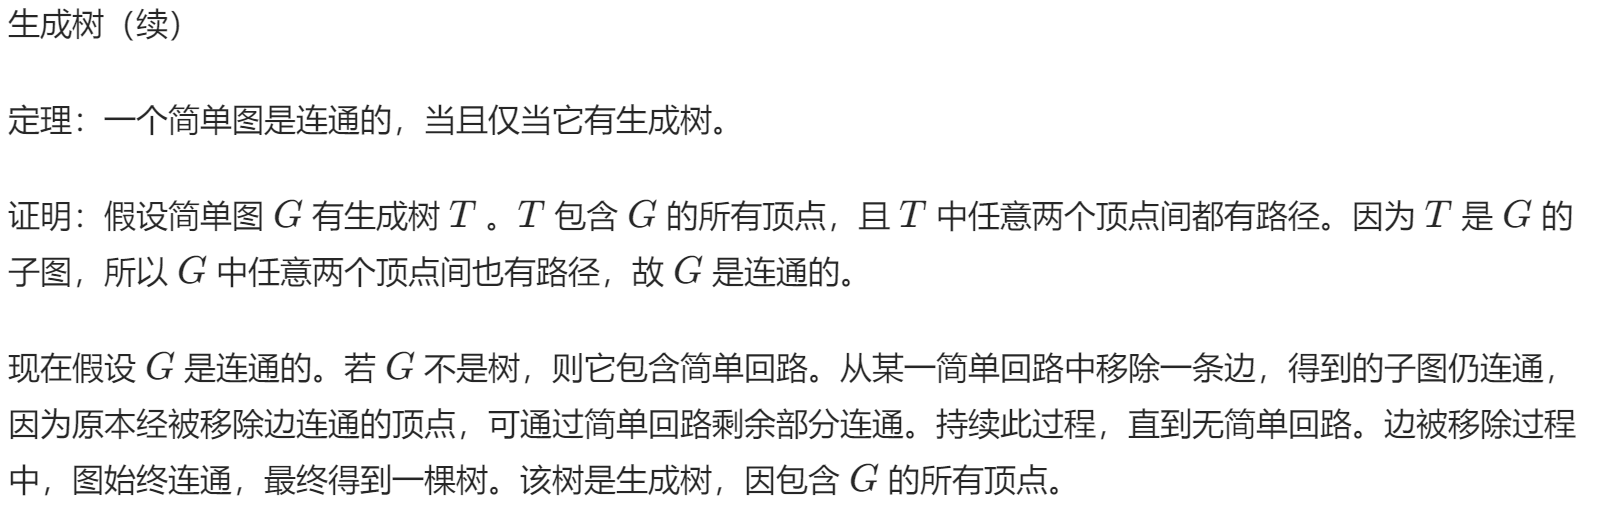 生成树（续）
定理：一个简单图是连通的，当且仅当它有生成树。
证明：假设简单图 G 有生成树 T 。T 包含 G 的所有顶点，且 T 中任意两个顶点间都有路径。因为 T 是 G 的
子图，所以 G 中任意两个顶点间也有路径，故 G 是连通的。
现在假设 G 是连通的。若 G 不是树，则它包含简单回路。从某一简单回路中移除一条边，得到的子图仍连通，
因为原本经被移除边连通的顶点，可通过简单回路剩余部分连通。持续此过程，直到无简单回路。边被移除过程
中，图始终连通，最终得到一棵树。该树是生成树，因包含 G 的所有顶点。